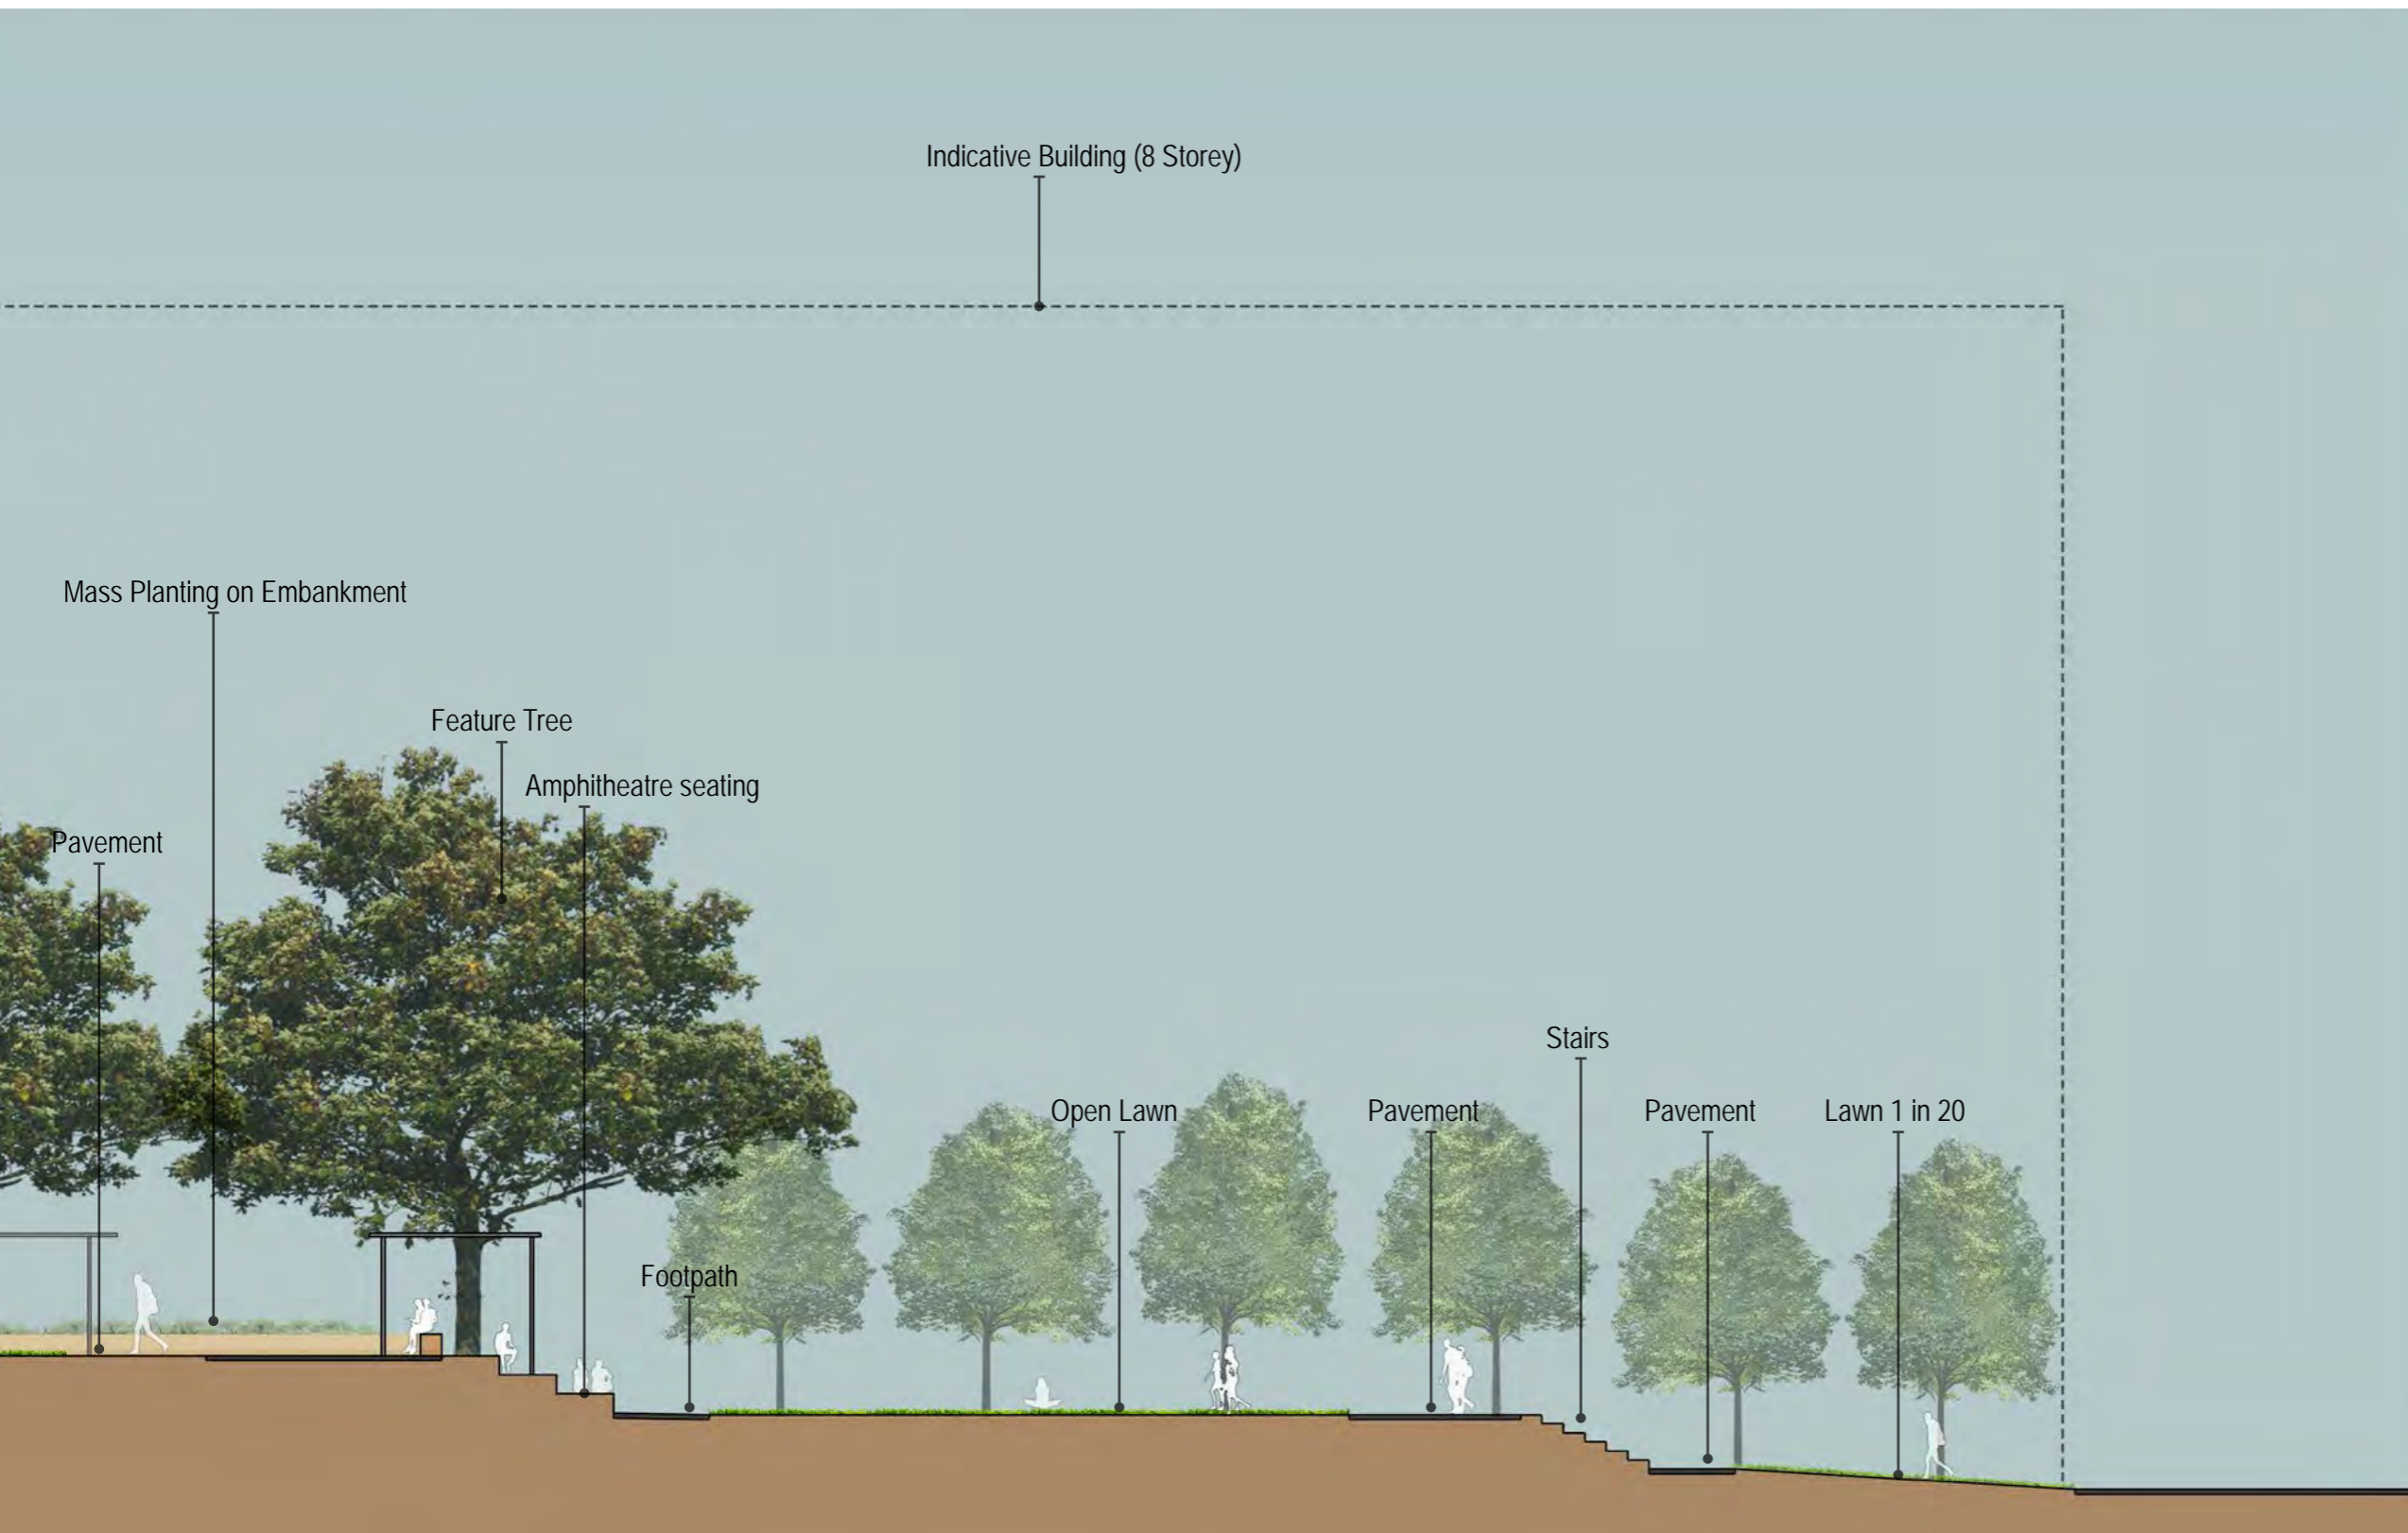 Indicative Building (8 Storey)
Mass Planting on Embankment
Feature Tree
Amphitheatre seating
Pavement
Stairs
Open Lawn
Pavement
Pavement
Lawn 1 in 20
Footpath